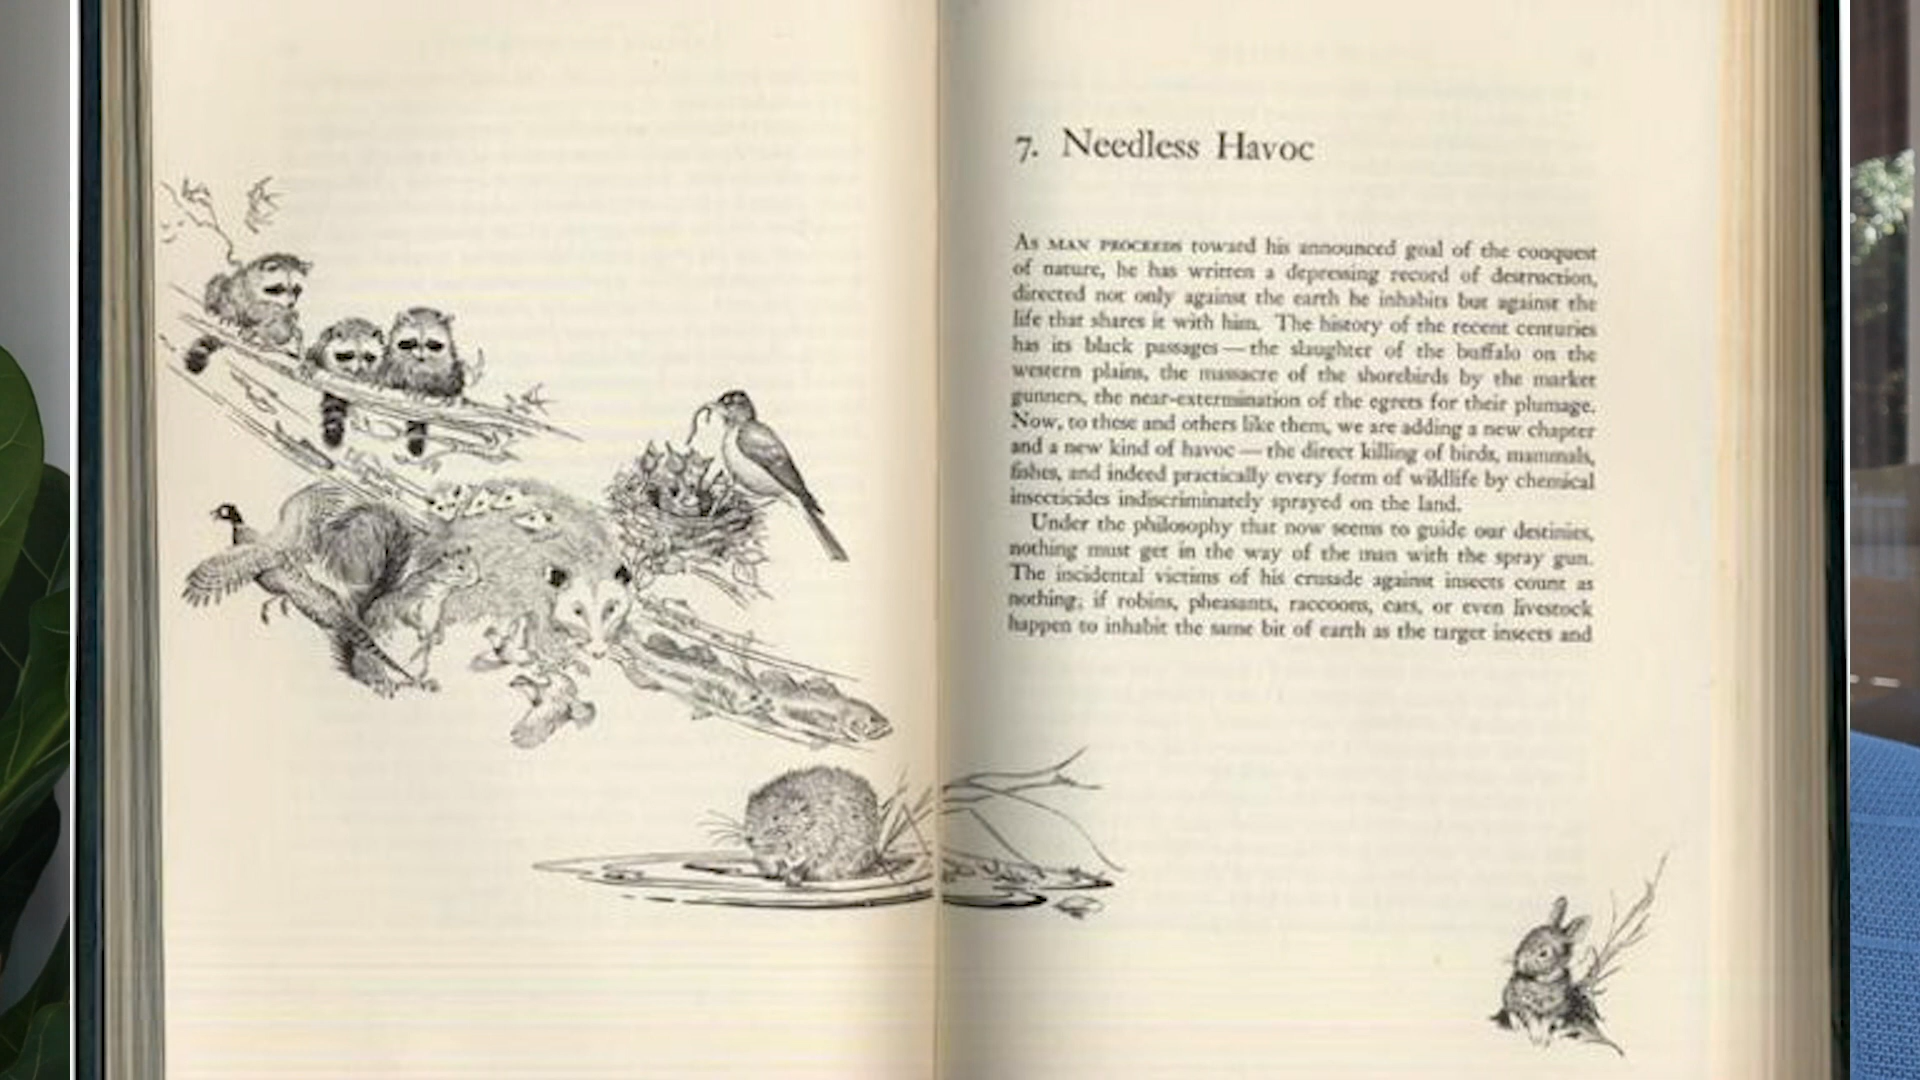 7. Needless Havoc
As MAN PROCEEDS toward his announced goal of the conquest
of nature, he has written a depressing record of destruction,
directed not only against the earth he inhabits but against the
life that shares it with him. The history of the recent centuries
has its black passages — the slaughter of the buffalo on the
western plains, the massacre of the shorebirds by the market
gunners, the near-extermination of the egrets for their plumage.
Now, to these and others like them, we are adding a new chapter
and a new kind of havoc — the direct killing of birds, mammals,
fishes, and indeed practically every form of wildlife by chemical
insecticides indiscriminately sprayed on the land.
Under the philosophy that now seems to guide our destinies,
nothing must get in the way of the man with the spray gun.
The incidental victims of his crusade against insects count as
nothing; if robins, pheasants, raccoons, cats, or even livestock
happen to inhabit the same bit of earth as the target insects and